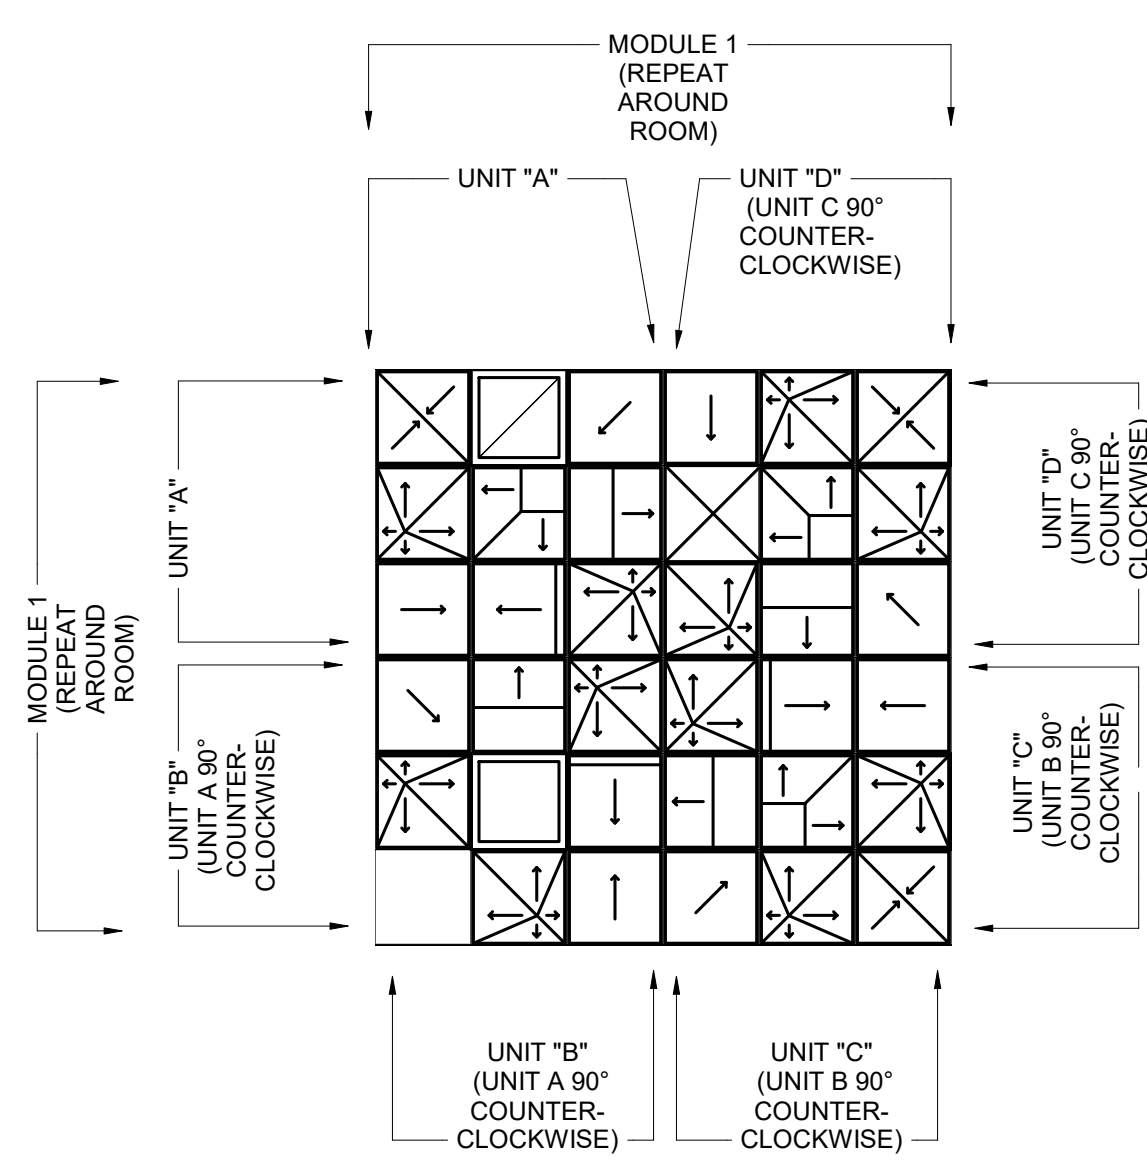 MODULE 1
(REPEAT
AROUND
ROOM)
UNIT "A"
UNIT "D"
(UNIT C 90°
COUNTER-
CLOCKWISE)
MODULE 1
(REPEAT
AROUND
ROOM)
UNIT "A"
UNIT "B"
(UNIT A 90°
COUNTER-
CLOCKWISE)
UNIT "D"
(UNIT C 90°
COUNTER-
CLOCKWISE)
UNIT "C"
(UNIT B 90°
COUNTER-
CLOCKWISE)
UNIT "B"
(UNIT A 90°
COUNTER-
CLOCKWISE)
UNIT "C"
(UNIT B 90°
COUNTER-
CLOCKWISE)